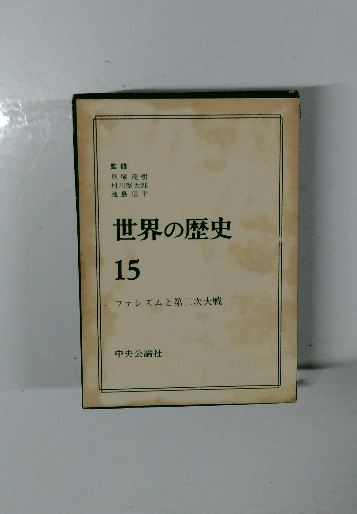 監修
貝塚茂樹
村川堅太郎
池島信平
世界の歴史
15
ファシズムと第二次大戦
中央公論社